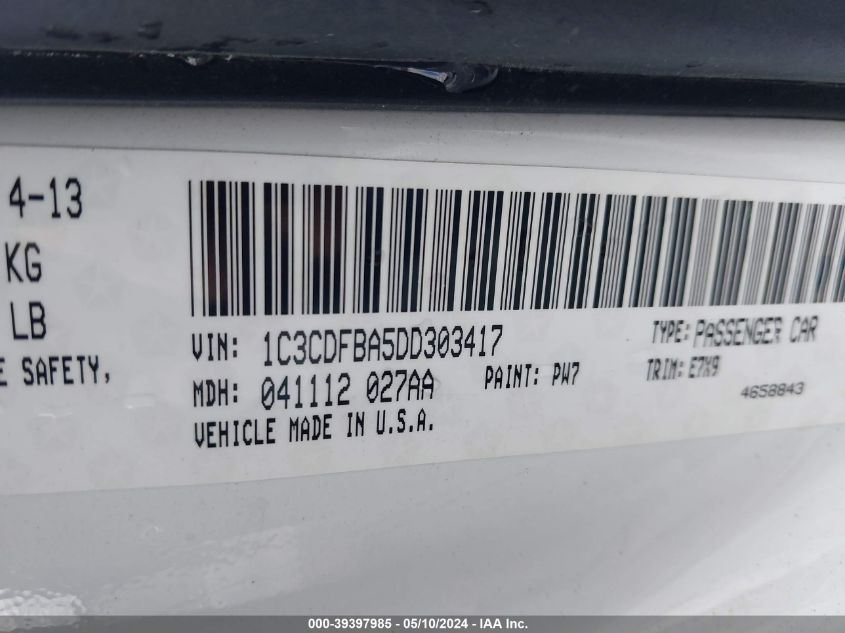 4-13
KG
LB
E SAFETY,
VIN: 1C3CDFBA5DD303417
TYPE: PASSENGER CAR
MDH: 041112 027AA
PAINT: PW7
TRIM: E7X9
4658843
VEHICLE MADE IN U.S.A.
000-39397985 - 05/10/2024 - IAA Inc.